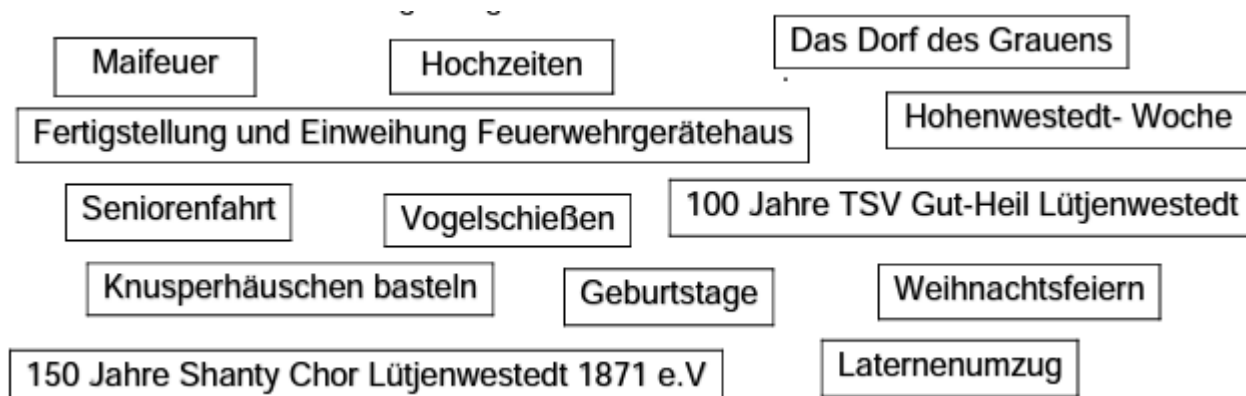 Maifeuer
Hochzeiten
Das Dorf des Grauens
Fertigstellung und Einweihung Feuerwehrgerätehaus
Hohenwestedt- Woche
Seniorenfahrt
Vogelschießen
100 Jahre TSV Gut-Heil Lütjenwestedt
Knusperhäuschen basteln
Geburtstage
Weihnachtsfeiern
150 Jahre Shanty Chor Lütjenwestedt 1871 e.V
Laternenumzug